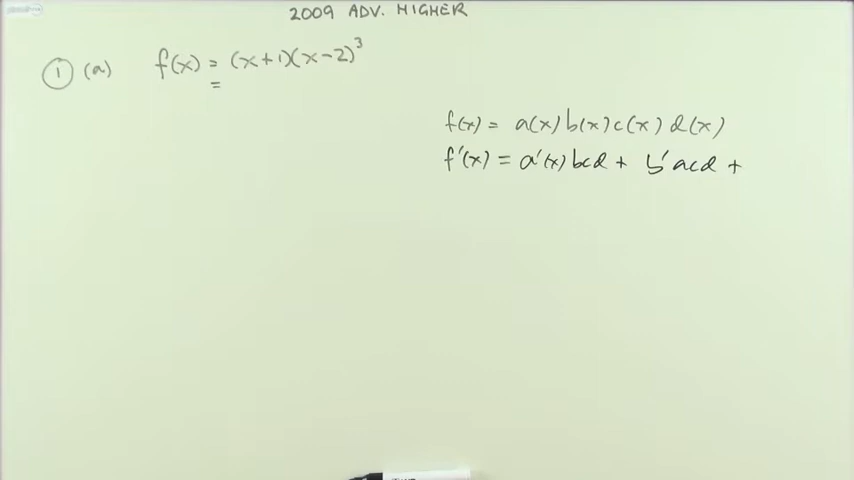 2009 ADV. HIGHER
① (a) f(x) = (x+1)(x-2)³
=
f(x) = a(x) b(x) c(x) d(x)
f'(x) = a'(x) bcd + b'acd +